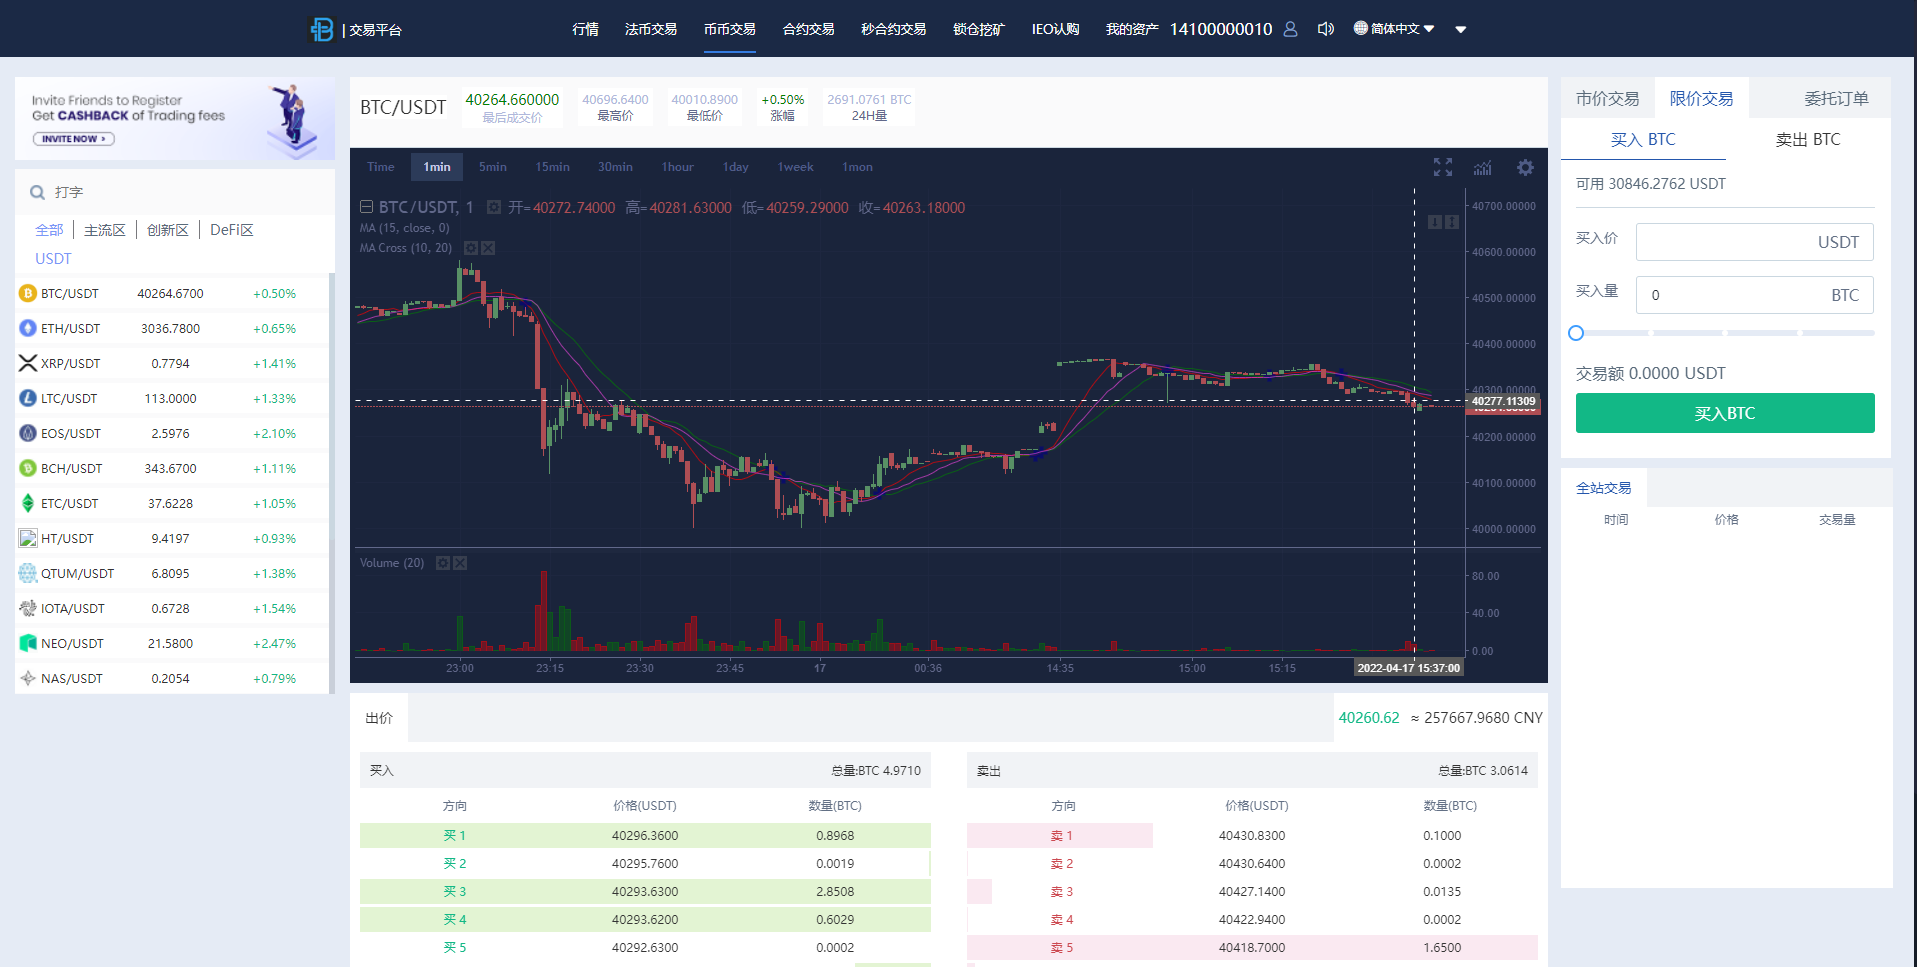 | 交易平台
行情 法币交易 币币交易 合约交易 秒合约交易 锁仓挖矿 IEO认购 我的资产 14100000010 简体中文
Invite Friends to Register
Get CASHBACK of Trading fees
INVITE NOW >
打字
全部 主流区 创新区 DeFi区
USDT
BTC/USDT 40264.6700 +0.50%
ETH/USDT 3036.7800 +0.65%
XRP/USDT 0.7794 +1.41%
LTC/USDT 113.0000 +1.33%
EOS/USDT 2.5976 +2.10%
BCH/USDT 343.6700 +1.11%
ETC/USDT 37.6228 +1.05%
HT/USDT 9.4197 +0.93%
QTUM/USDT 6.8095 +1.38%
IOTA/USDT 0.6728 +1.54%
NEO/USDT 21.5800 +2.47%
NAS/USDT 0.2054 +0.79%
BTC/USDT
40264.660000
最后成交价
40696.6400
最高价
40010.8900
最低价
+0.50%
涨幅
2691.0761 BTC
24H量
Time 1min 5min 15min 30min 1hour 1day 1week 1mon
BTC/USDT, 1 开=40272.74000 高=40281.63000 低=40259.29000 收=40263.18000
MA (15, close, 0)
MA Cross (10, 20)
40700.00000
40600.00000
40500.00000
40400.00000
40300.00000
40277.11309
40200.00000
40100.00000
40000.00000
Volume (20)
80.00
40.00
0.00
23:00 23:15 23:30 23:45 17 00:36 14:35 15:00 15:15 2022-04-17 15:37:00
出价
40260.62 ≈ 257667.9680 CNY
买入 总量:BTC 4.9710
方向 价格(USDT) 数量(BTC)
买 1 40296.3600 0.8968
买 2 40295.7600 0.0019
买 3 40293.6300 2.8508
买 4 40293.6200 0.6029
买 5 40292.6300 0.0002
卖出 总量:BTC 3.0614
方向 价格(USDT) 数量(BTC)
卖 1 40430.8300 0.1000
卖 2 40430.6400 0.0002
卖 3 40427.1400 0.0135
卖 4 40422.9400 0.0002
卖 5 40418.7000 1.6500
市价交易 限价交易 委托订单
买入 BTC 卖出 BTC
可用 30846.2762 USDT
买入价 USDT
买入量 0 BTC
交易额 0.0000 USDT
买入BTC
全站交易
时间 价格 交易量